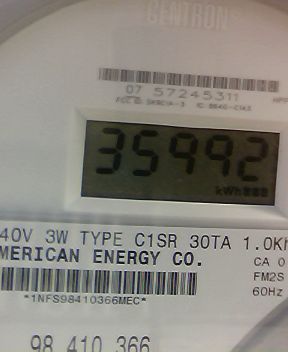 CENTRON
07 57245311
35992
kWh
40V 3W TYPE C1SR 30TA 1.0Kh
MERICAN ENERGY CO.
CA 0
FM2S
60Hz
*1NFS98410366MEC*
98 410 366